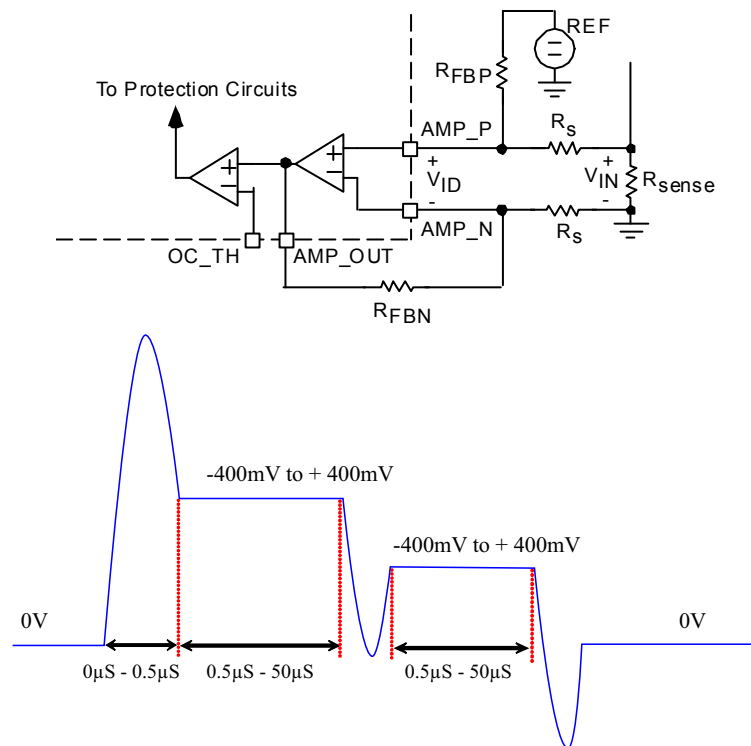 REF
RFBP
To Protection Circuits
AMP_P
Rs
+
+
+
-
VID
+
-
VIN
Rsense
-
-
AMP_N
Rs
OC_TH
AMP_OUT
RFBN
-400mV to + 400mV
-400mV to + 400mV
0V
0V
0µS - 0.5µS
0.5µS - 50µS
0.5µS - 50µS